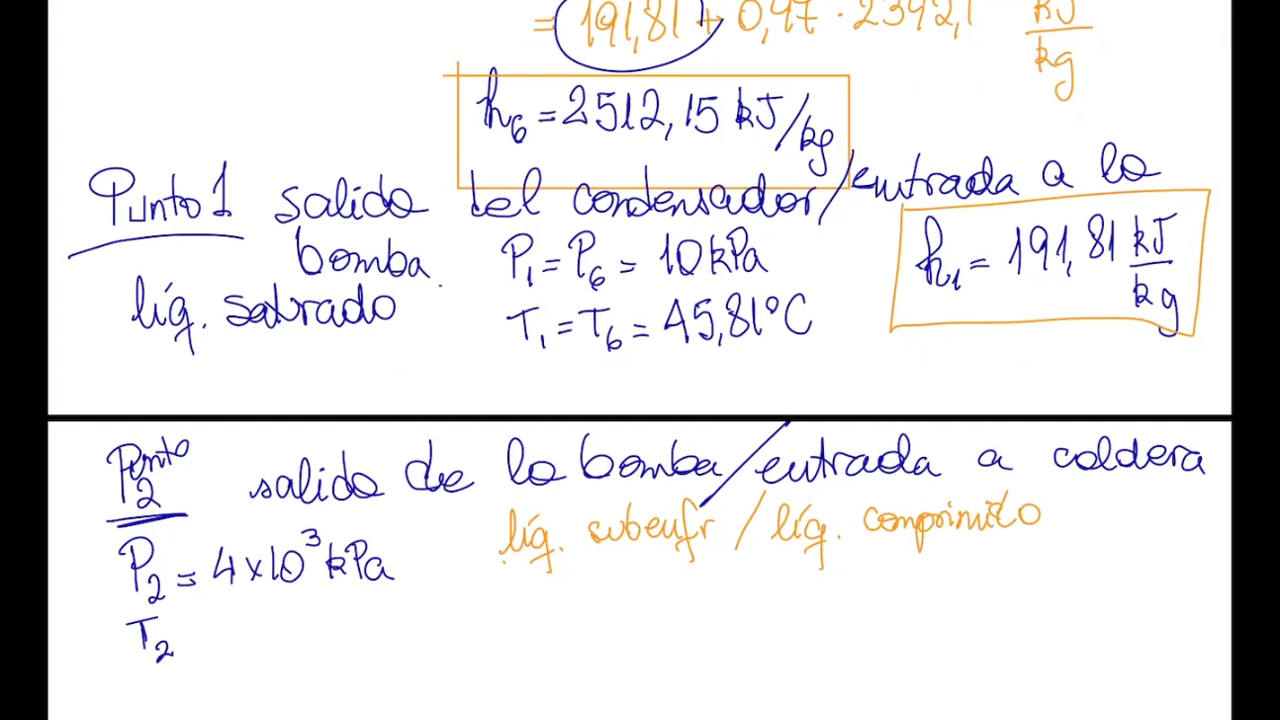 = 191,81 + 0,97 · 2392,1 kJ/kg
h6 = 2512,15 kJ/kg
Punto 1 salida del condensador/entrada a la
bomba P1 = P6 = 10 kPa h1 = 191,81 kJ/kg
líq. saturado T1 = T6 = 45,81°C
Punto 2 salida de la bomba/entrada a caldera
líq. subenfr / líq. comprimido
P2 = 4x10³ kPa
T2